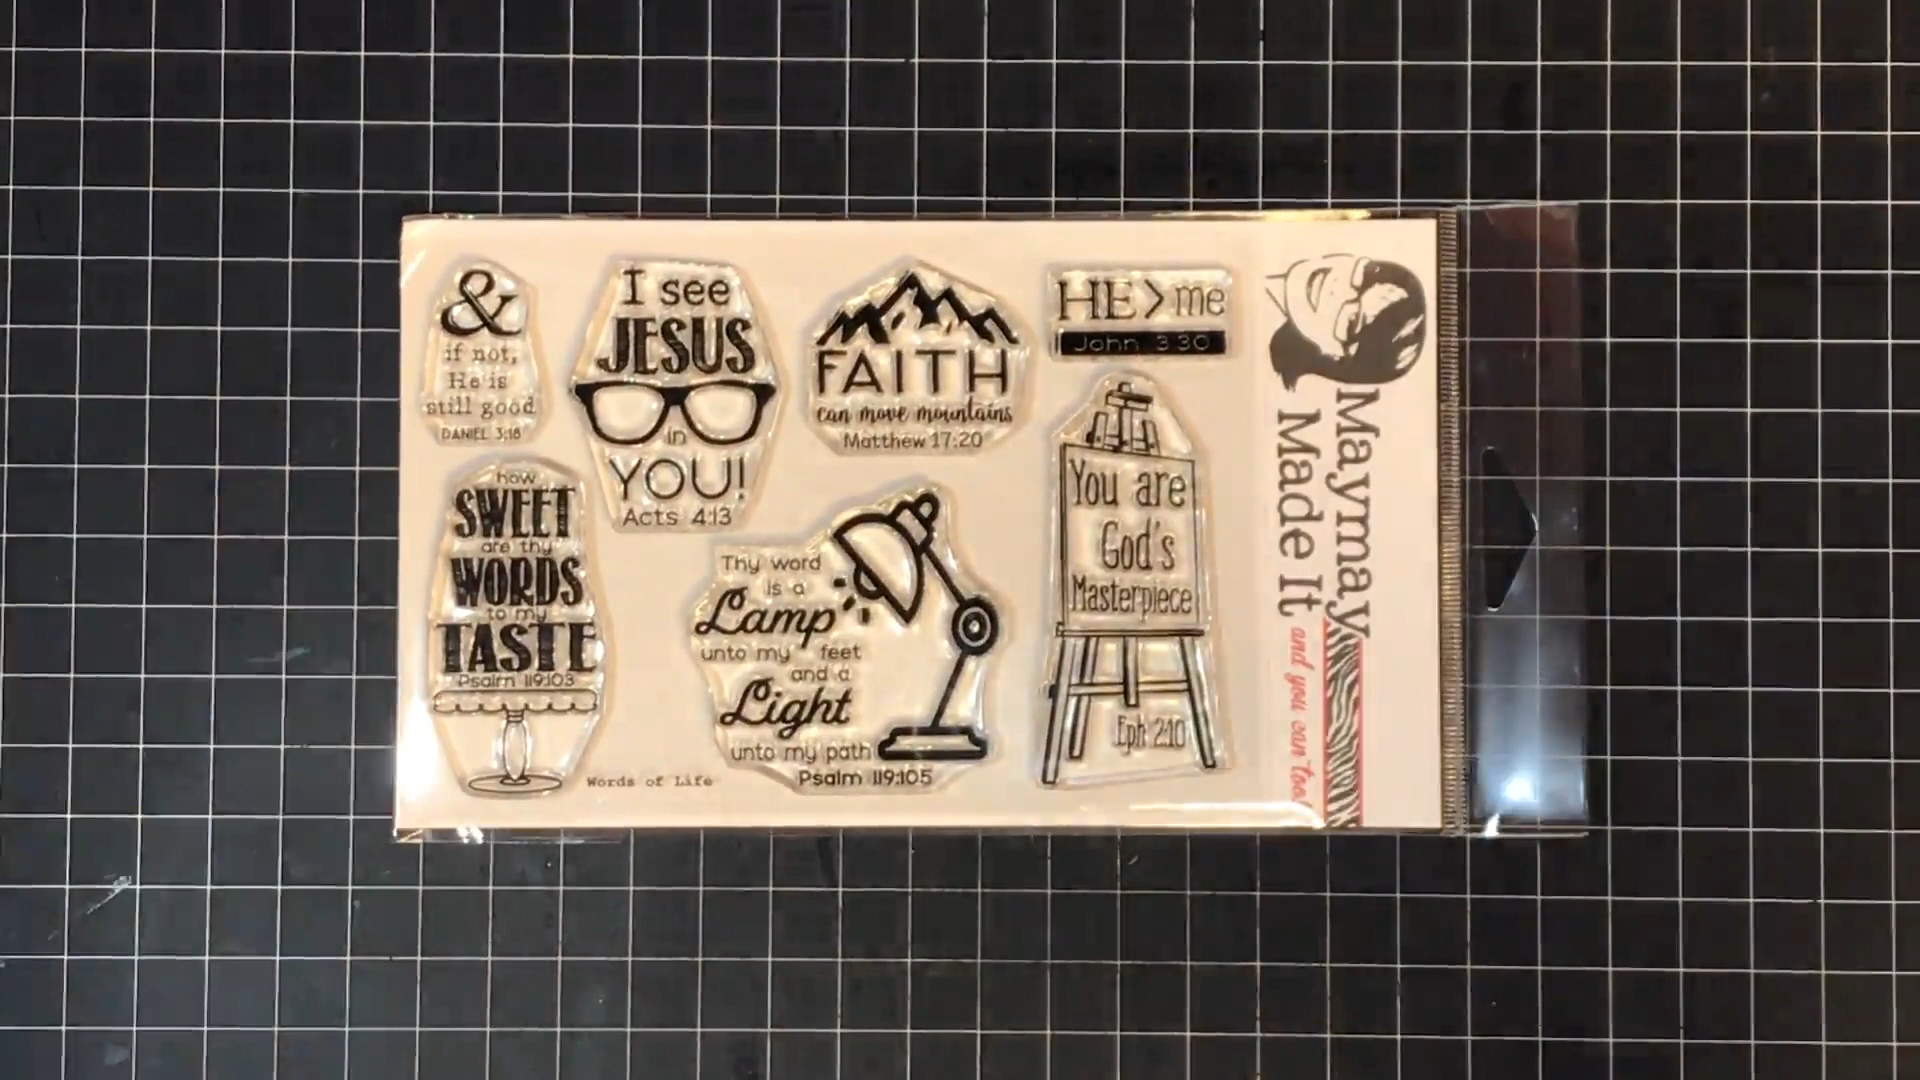 &
if not,
He is
still good
DANIEL 3:18
I see
JESUS
in
YOU!
Acts 4:13
FAITH
can move mountains
Matthew 17:20
HE>me
John 3:30
how
SWEET
are thy
WORDS
to my
TASTE
Psalm 119:103
Words of Life
Thy word
is a
Lamp
unto my feet
and a
Light
unto my path
Psalm 119:105
You are
God's
Masterpiece
Eph 2:10
Maymay
Made It
and you can too!